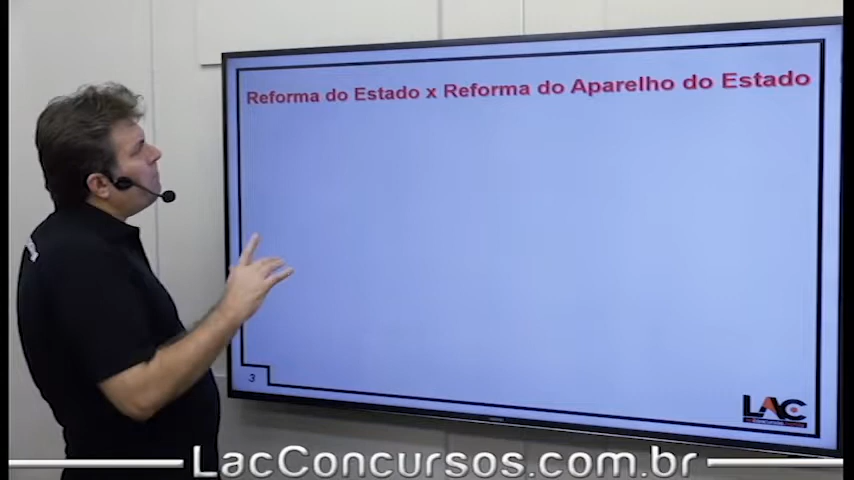 Reforma do Estado x Reforma do Aparelho do Estado
3
LAC
LacConcursos.com.br